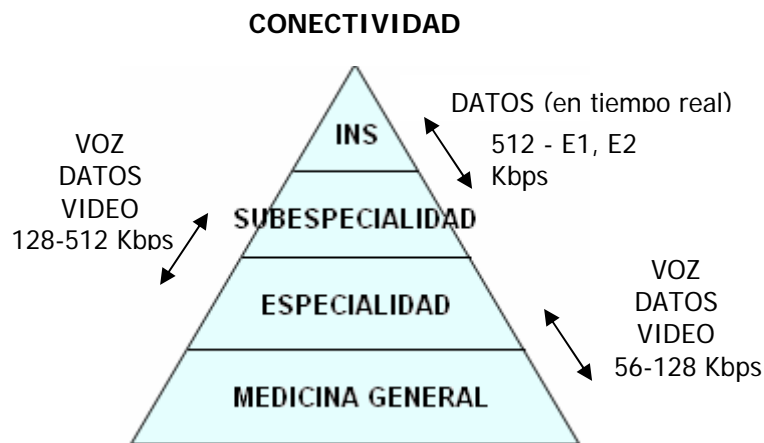 CONECTIVIDAD
DATOS (en tiempo real)
512 - E1, E2
Kbps
INS
VOZ
DATOS
VIDEO
128-512 Kbps
SUBESPECIALIDAD
ESPECIALIDAD
VOZ
DATOS
VIDEO
56-128 Kbps
MEDICINA GENERAL